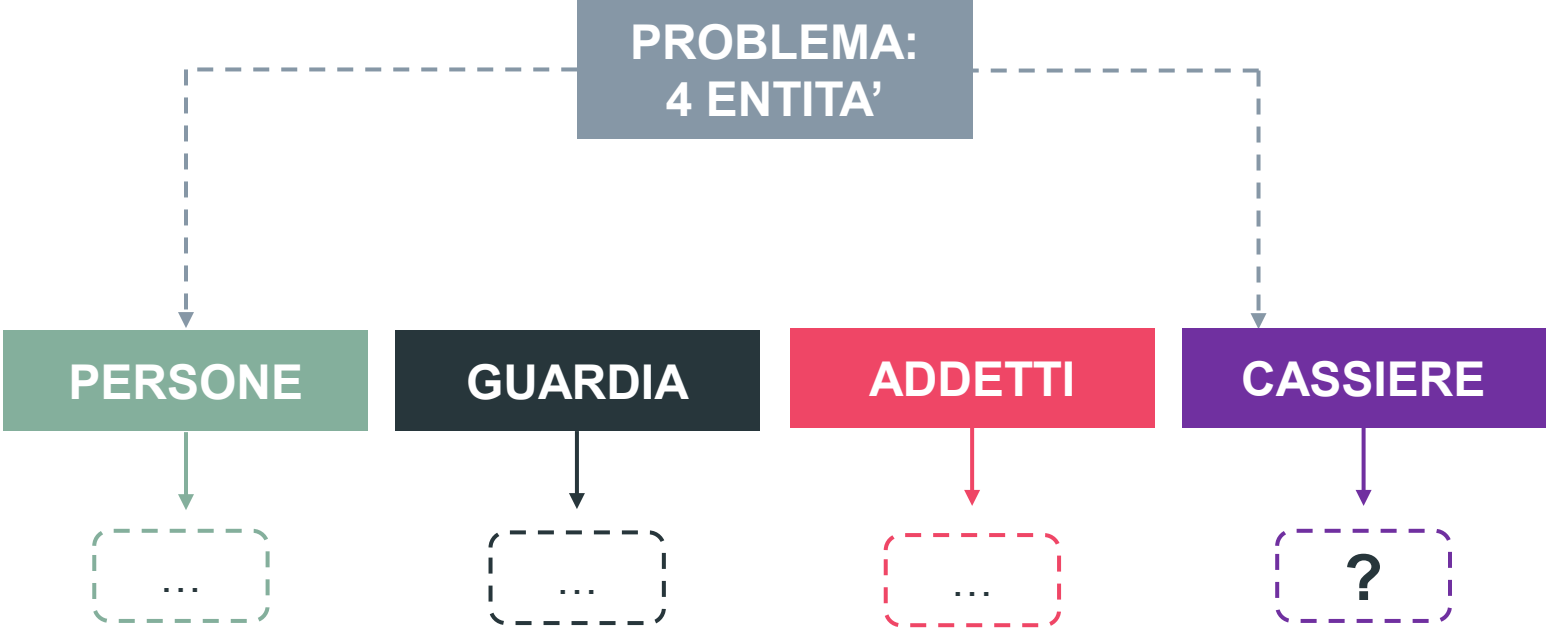 PROBLEMA:
4 ENTITA’
PERSONE
GUARDIA
ADDETTI
CASSIERE
...
...
...
?